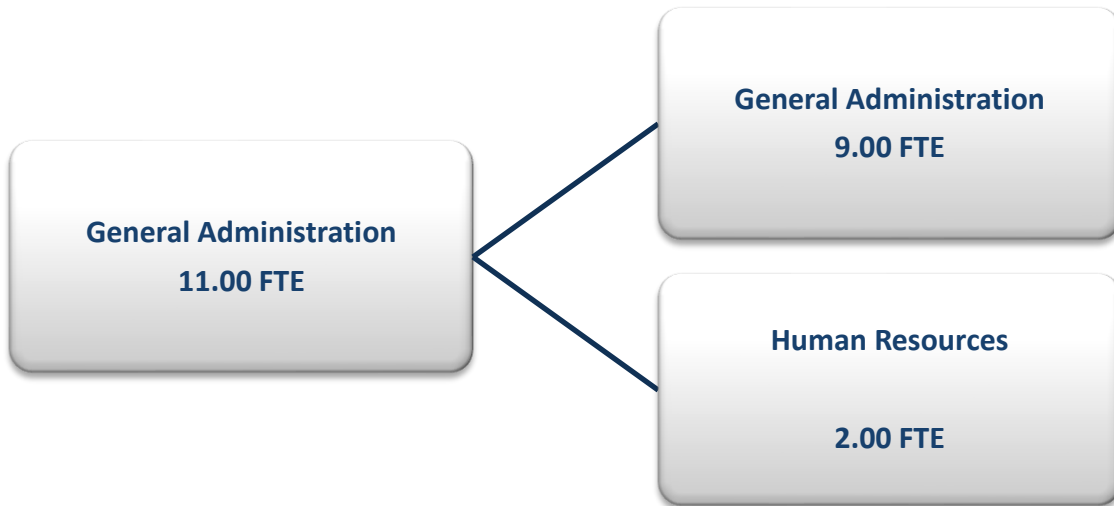 General Administration
11.00 FTE
General Administration
9.00 FTE
Human Resources
2.00 FTE